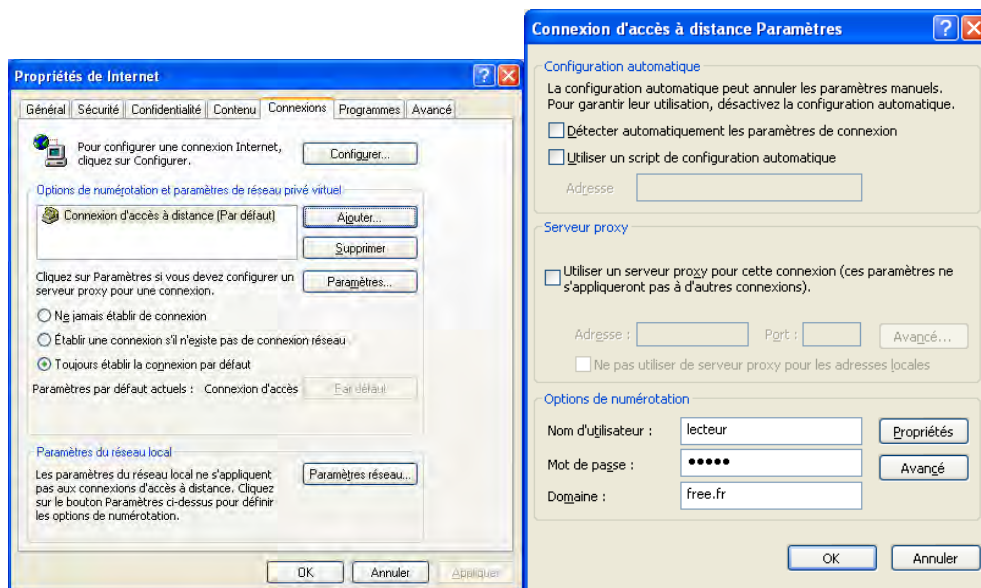 Propriétés de Internet
Général Sécurité Confidentialité Contenu Connexions Programmes Avancé
Pour configurer une connexion Internet,
cliquez sur Configurer.
Configurer...
Options de numérotation et paramètres de réseau privé virtuel
Connexion d'accès à distance (Par défaut)
Ajouter...
Supprimer
Cliquez sur Paramètres si vous devez configurer un
serveur proxy pour une connexion.
Paramètres...
Ne jamais établir de connexion
Établir une connexion s'il n'existe pas de connexion réseau
Toujours établir la connexion par défaut
Paramètres par défaut actuels : Connexion d'accès
Par défaut
Paramètres du réseau local
Les paramètres du réseau local ne s'appliquent
pas aux connexions d'accès à distance. Cliquez
sur le bouton Paramètres ci-dessus pour définir
les options de numérotation.
Paramètres réseau...
OK Annuler Appliquer
Connexion d'accès à distance Paramètres
Configuration automatique
La configuration automatique peut annuler les paramètres manuels.
Pour garantir leur utilisation, désactivez la configuration automatique.
Détecter automatiquement les paramètres de connexion
Utiliser un script de configuration automatique
Adresse
Serveur proxy
Utiliser un serveur proxy pour cette connexion (ces paramètres ne
s'appliqueront pas à d'autres connexions).
Adresse : Port : Avancé...
Ne pas utiliser de serveur proxy pour les adresses locales
Options de numérotation
Nom d'utilisateur : lecteur Propriétés
Mot de passe : ●●●●● Avancé
Domaine : free.fr
OK Annuler